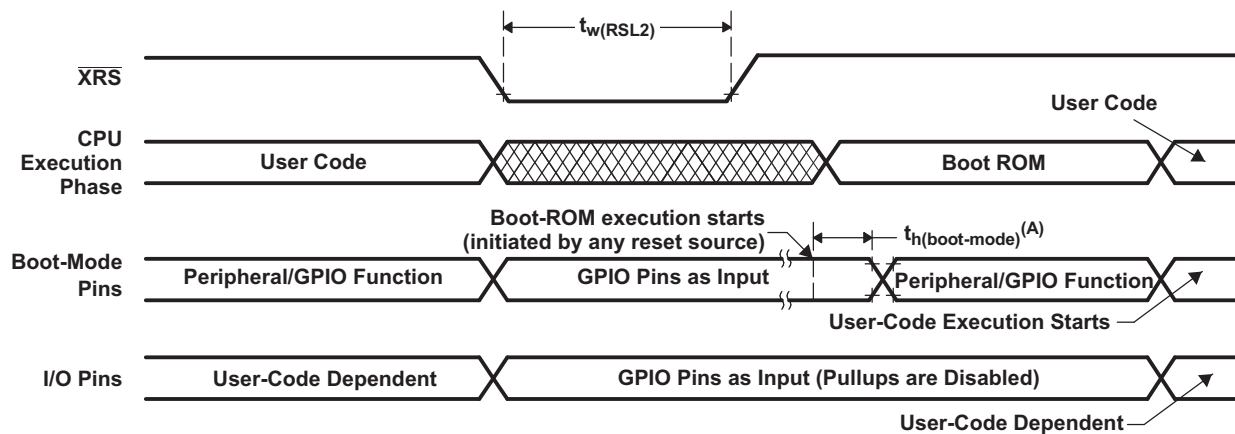 tw(RSL2)
XRS
User Code
CPU
Execution
Phase
User Code
Boot ROM
Boot-ROM execution starts
(initiated by any reset source)
th(boot-mode)(A)
Boot-Mode
Pins
Peripheral/GPIO Function
GPIO Pins as Input
Peripheral/GPIO Function
User-Code Execution Starts
I/O Pins
User-Code Dependent
GPIO Pins as Input (Pullups are Disabled)
User-Code Dependent